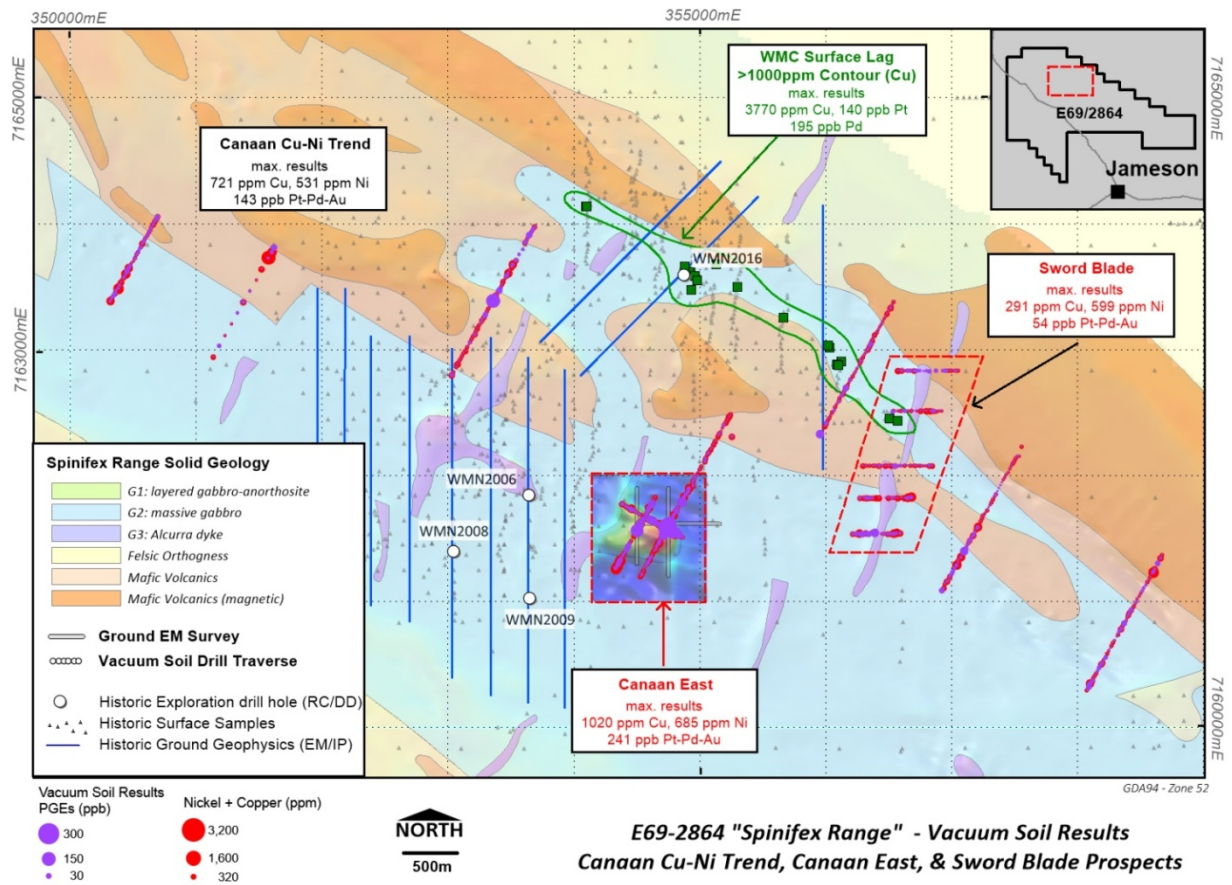 350000mE
355000mE
7165000mE
7165000mE
WMC Surface Lag
>1000ppm Contour (Cu)
max. results
3770 ppm Cu, 140 ppb Pt
195 ppb Pd
E69/2864
Jameson
Canaan Cu-Ni Trend
max. results
721 ppm Cu, 531 ppm Ni
143 ppb Pt-Pd-Au
WMN2016
Sword Blade
max. results
291 ppm Cu, 599 ppm Ni
54 ppb Pt-Pd-Au
7163000mE
7163000mE
Spinifex Range Solid Geology
G1: layered gabbro-anorthosite
G2: massive gabbro
G3: Alcurra dyke
Felsic Orthogness
Mafic Volcanics
Mafic Volcanics (magnetic)
Ground EM Survey
Vacuum Soil Drill Traverse
Historic Exploration drill hole (RC/DD)
Historic Surface Samples
Historic Ground Geophysics (EM/IP)
WMN2006
WMN2008
WMN2009
Canaan East
max. results
1020 ppm Cu, 685 ppm Ni
241 ppb Pt-Pd-Au
7160000mE
GDA94 - Zone 52
Vacuum Soil Results
PGEs (ppb)
300
150
30
Nickel + Copper (ppm)
3,200
1,600
320
NORTH
500m
E69-2864 "Spinifex Range" - Vacuum Soil Results
Canaan Cu-Ni Trend, Canaan East, & Sword Blade Prospects